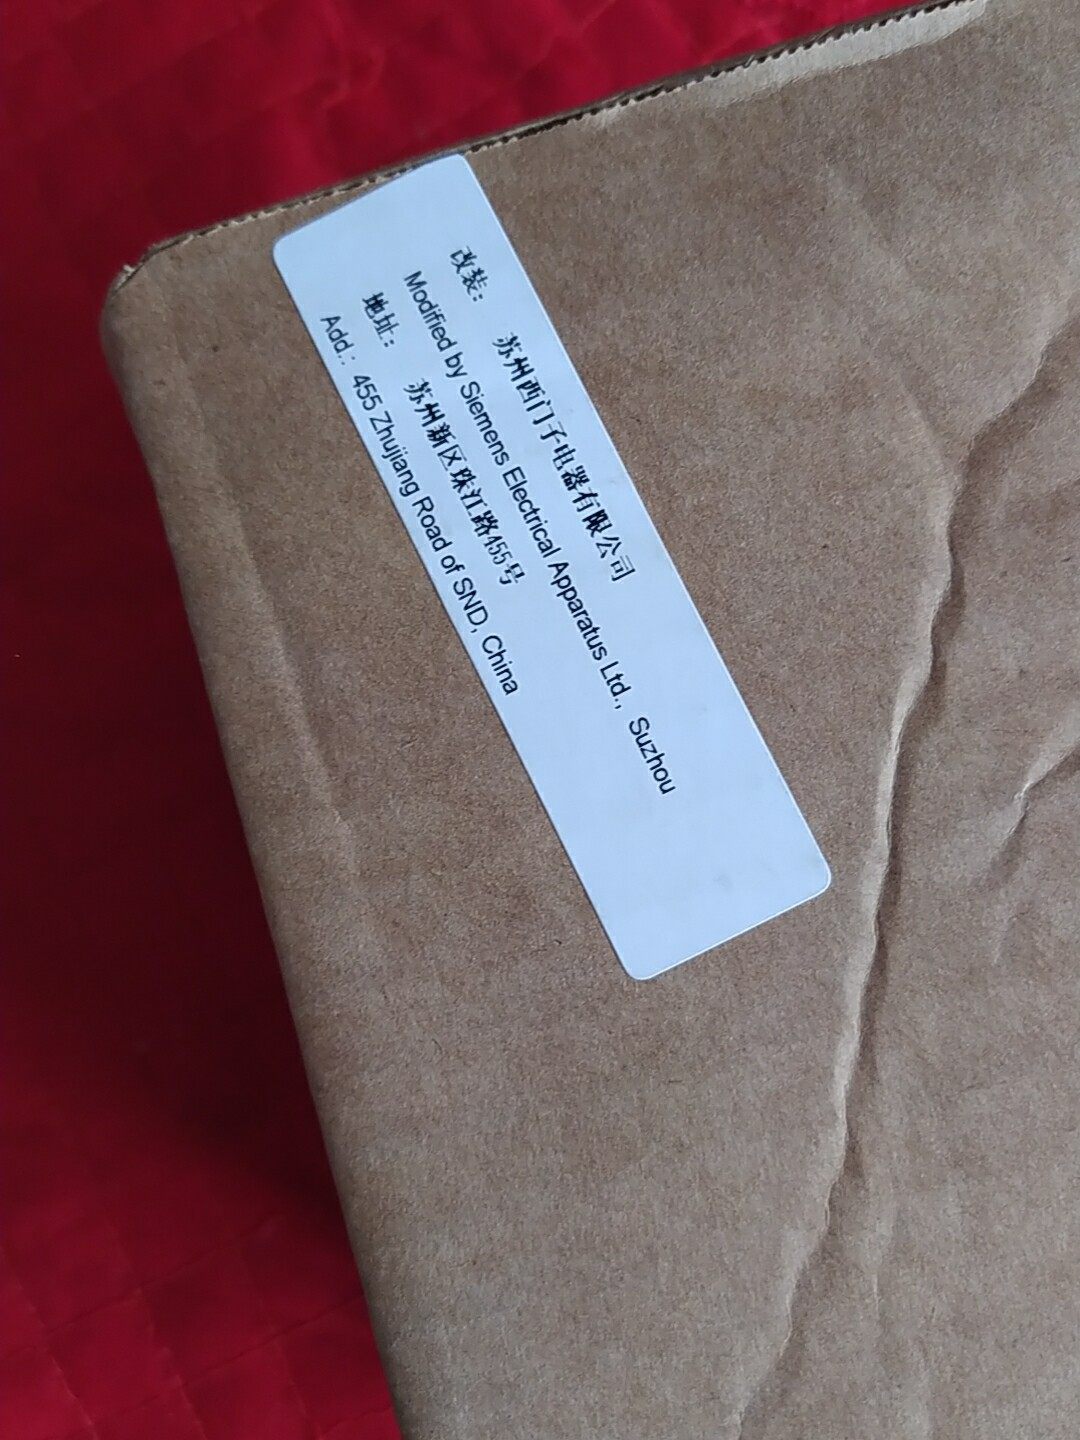 改装： 苏州西门子电器有限公司
Modified by Siemens Electrical Apparatus Ltd., Suzhou
地址： 苏州新区珠江路455号
Add.: 455 Zhujiang Road of SND, China